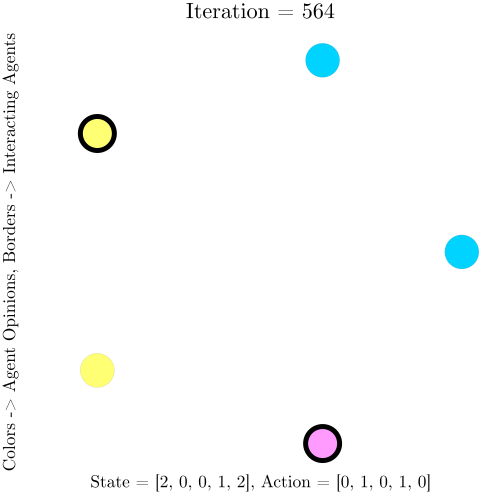 Iteration = 564
Colors -> Agent Opinions, Borders -> Interacting Agents
State = [2, 0, 0, 1, 2], Action = [0, 1, 0, 1, 0]